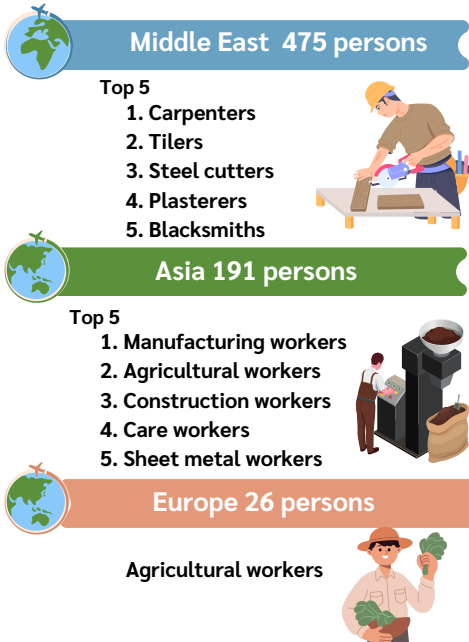 Middle East 475 persons
Top 5
1. Carpenters
2. Tilers
3. Steel cutters
4. Plasterers
5. Blacksmiths
Asia 191 persons
Top 5
1. Manufacturing workers
2. Agricultural workers
3. Construction workers
4. Care workers
5. Sheet metal workers
Europe 26 persons
Agricultural workers